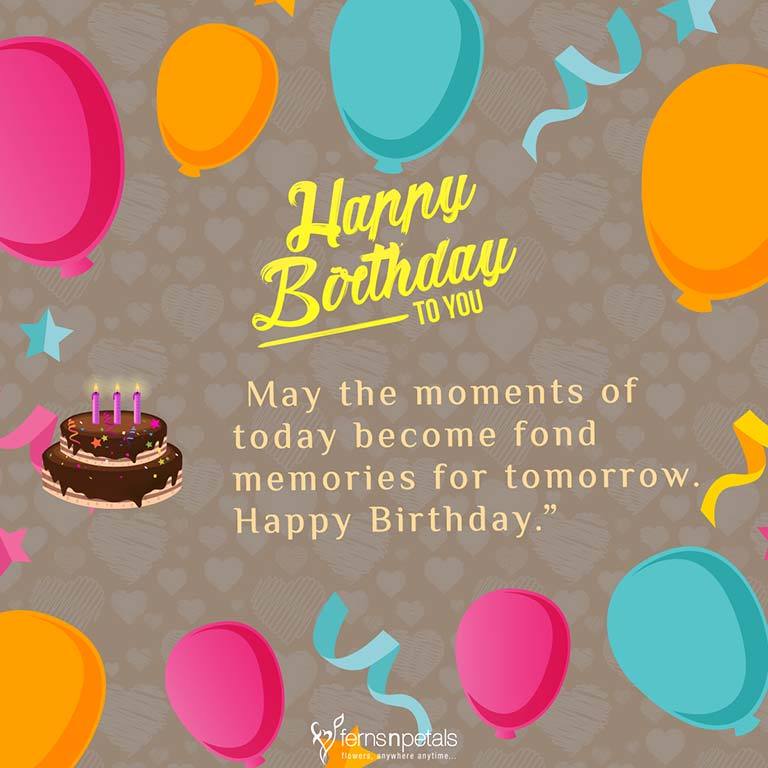 Happy
Birthday
TO YOU
May the moments of
today become fond
memories for tomorrow.
Happy Birthday.”
fernsnpetals
flowers, anywhere anytime...